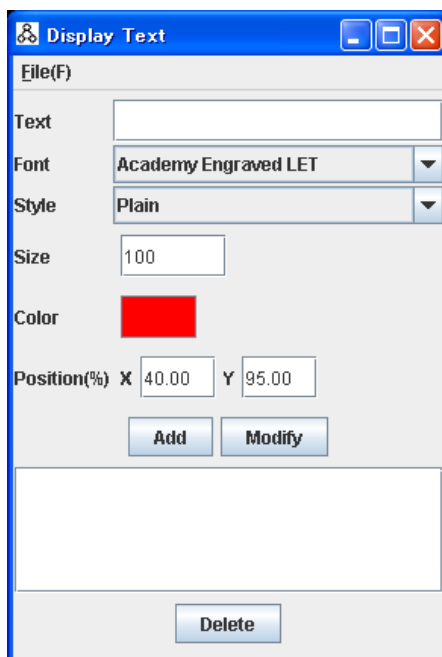 Display Text
File(F)
Text
Font Academy Engraved LET
Style Plain
Size 100
Color
Position(%) X 40.00 Y 95.00
Add Modify
Delete